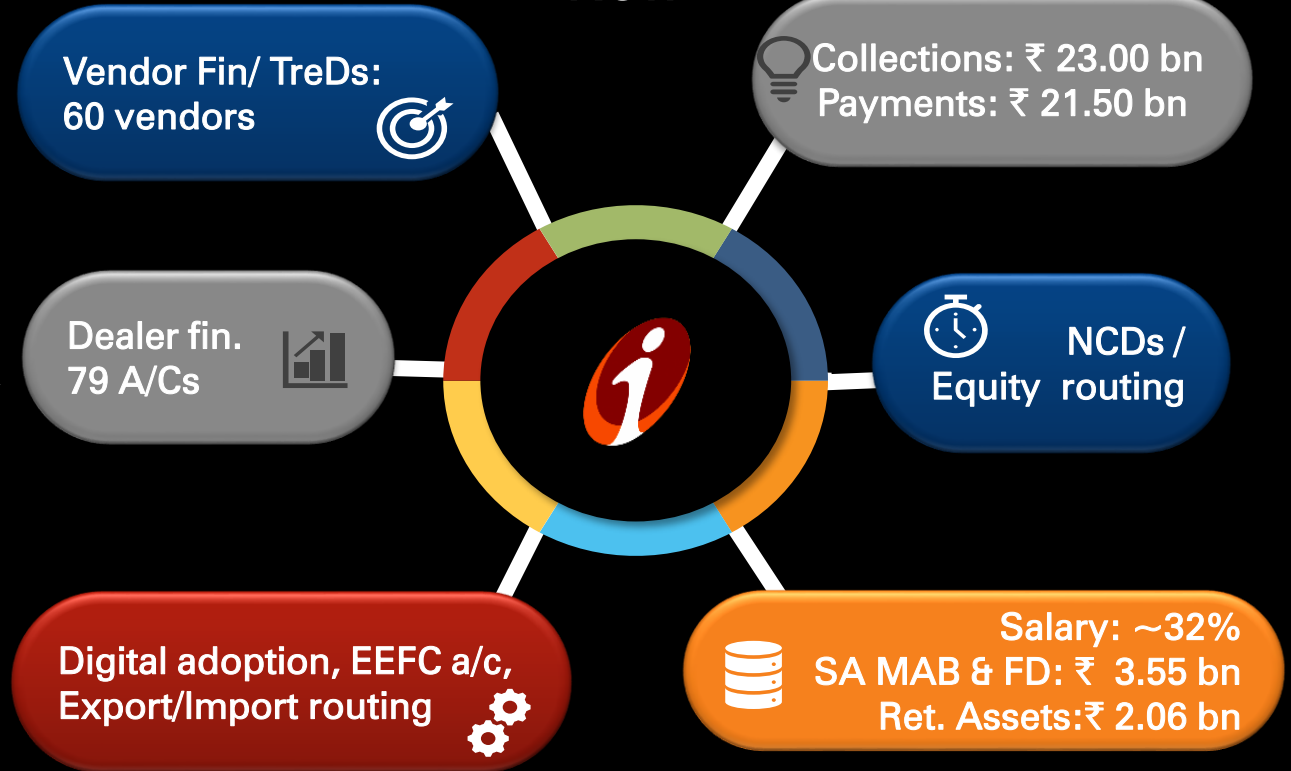 Vendor Fin/ TreDs:
60 vendors
Collections: ₹ 23.00 bn
Payments: ₹ 21.50 bn
Dealer fin.
79 A/Cs
NCDs /
Equity routing
Digital adoption, EEFC a/c,
Export/Import routing
Salary: ~32%
SA MAB & FD: ₹ 3.55 bn
Ret. Assets:₹ 2.06 bn